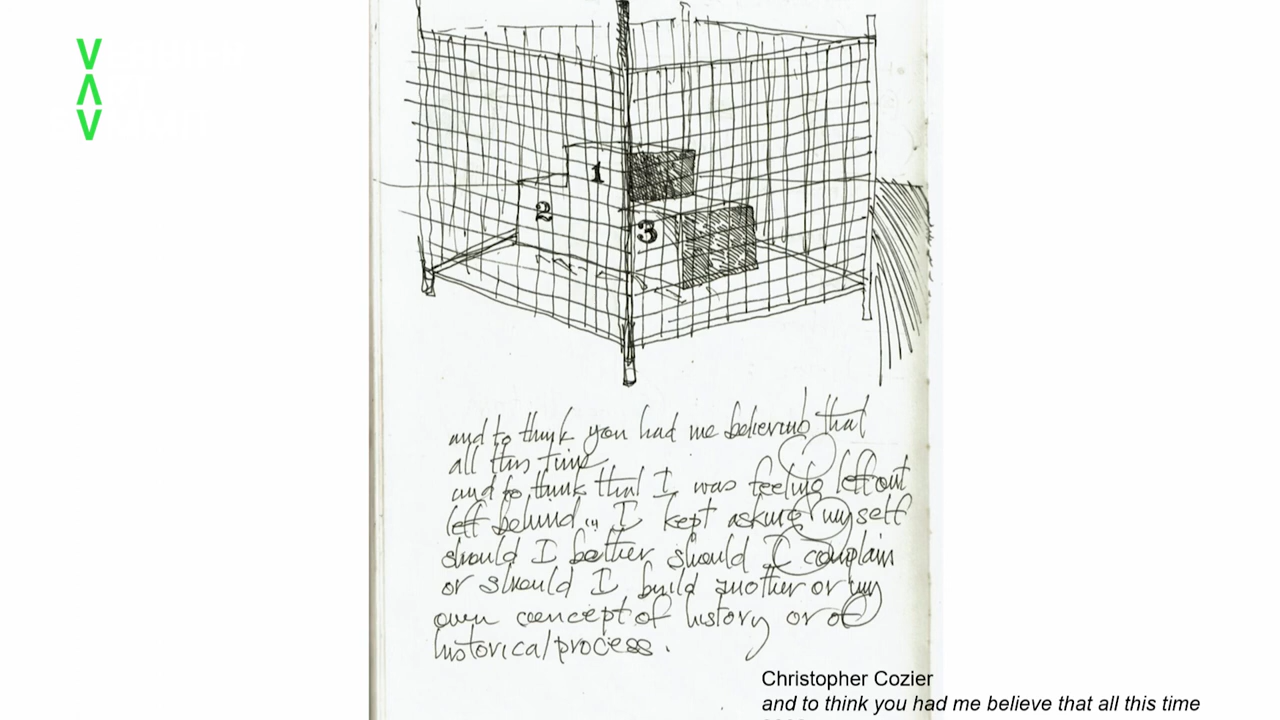 V
Λ
V
1
2
3
and to think you had me believing that
all this time
and to think that I was feeling left out
left behind... I kept asking myself
should I bother should I complain
or should I build another or my
own concept of history or of
historical process.
Christopher Cozier
and to think you had me believe that all this time